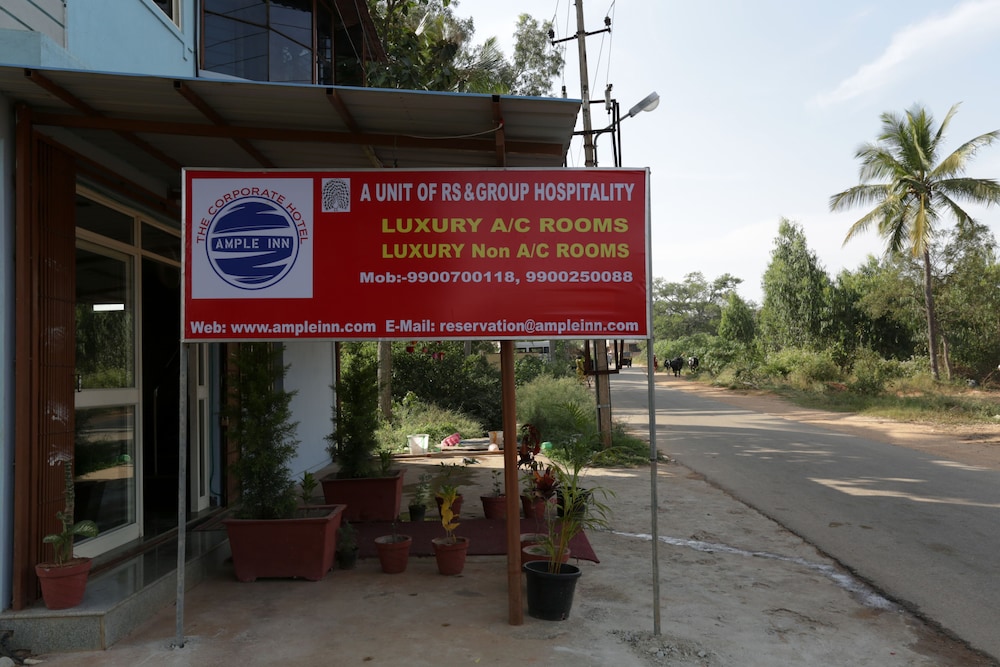 THE CORPORATE HOTEL
AMPLE INN
A UNIT OF RS & GROUP HOSPITALITY
LUXURY A/C ROOMS
LUXURY Non A/C ROOMS
Mob:-9900700118, 9900250088
Web: www.ampleinn.com E-Mail: reservation@ampleinn.com